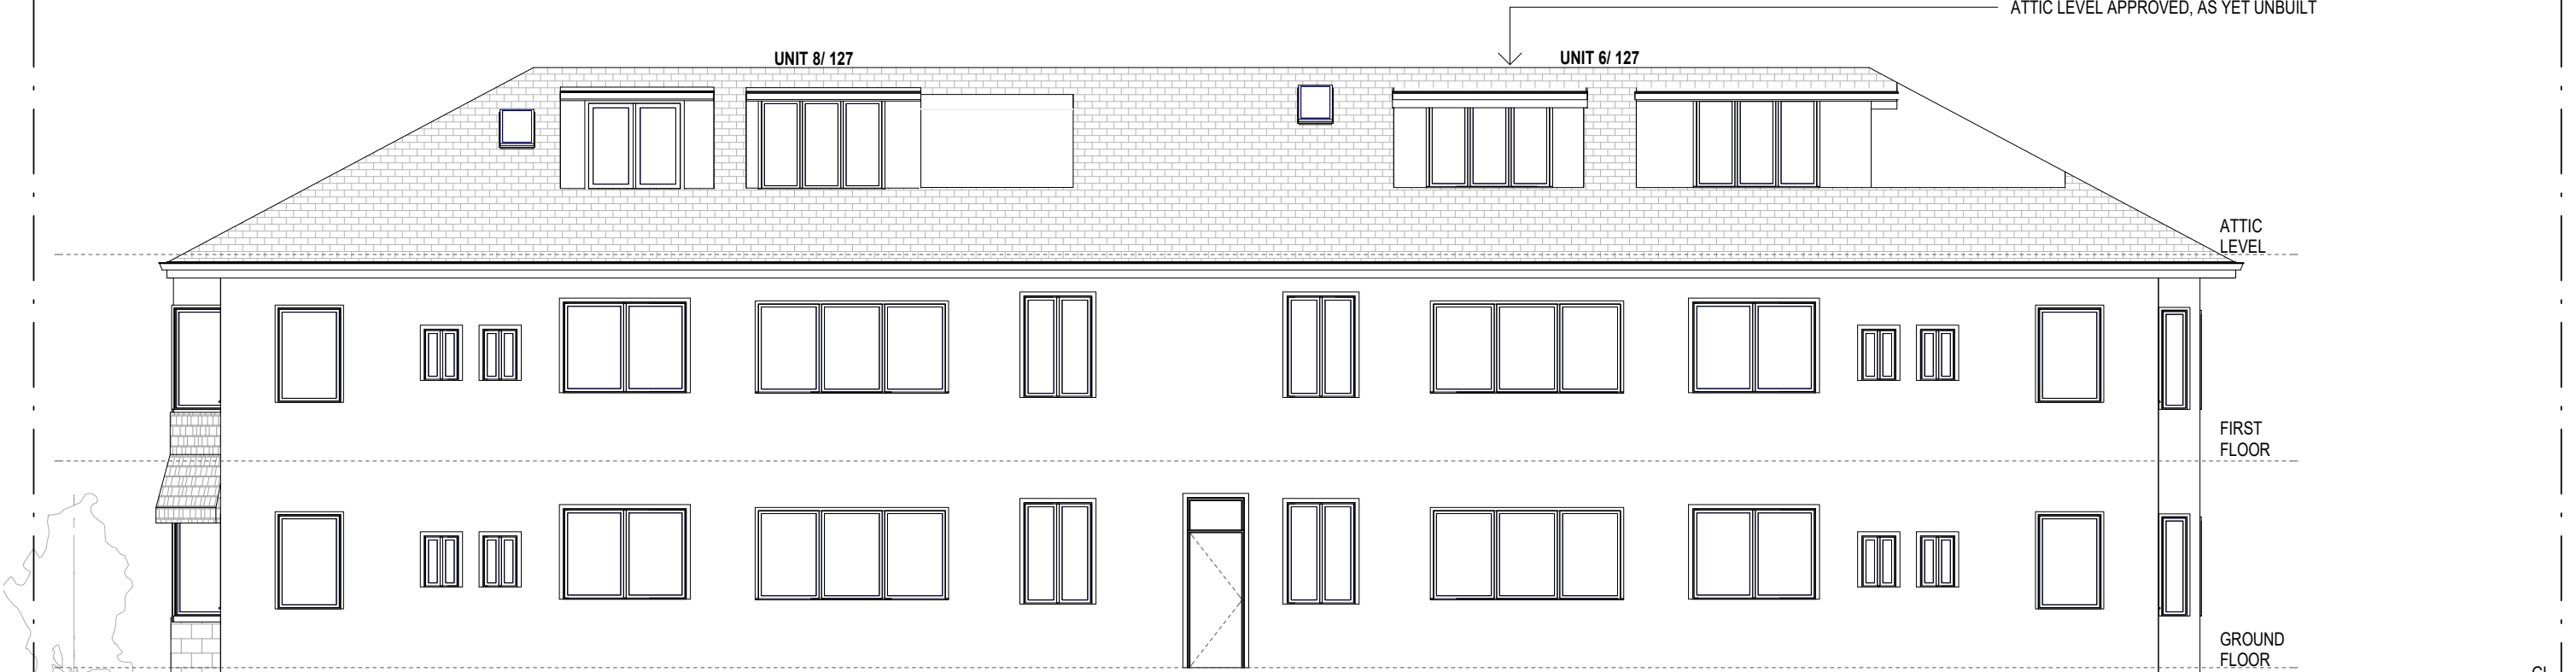 ATTIC LEVEL APPROVED, AS YET UNBUILT
UNIT 8/ 127
UNIT 6/ 127
ATTIC
LEVEL
FIRST
FLOOR
GROUND
FLOOR